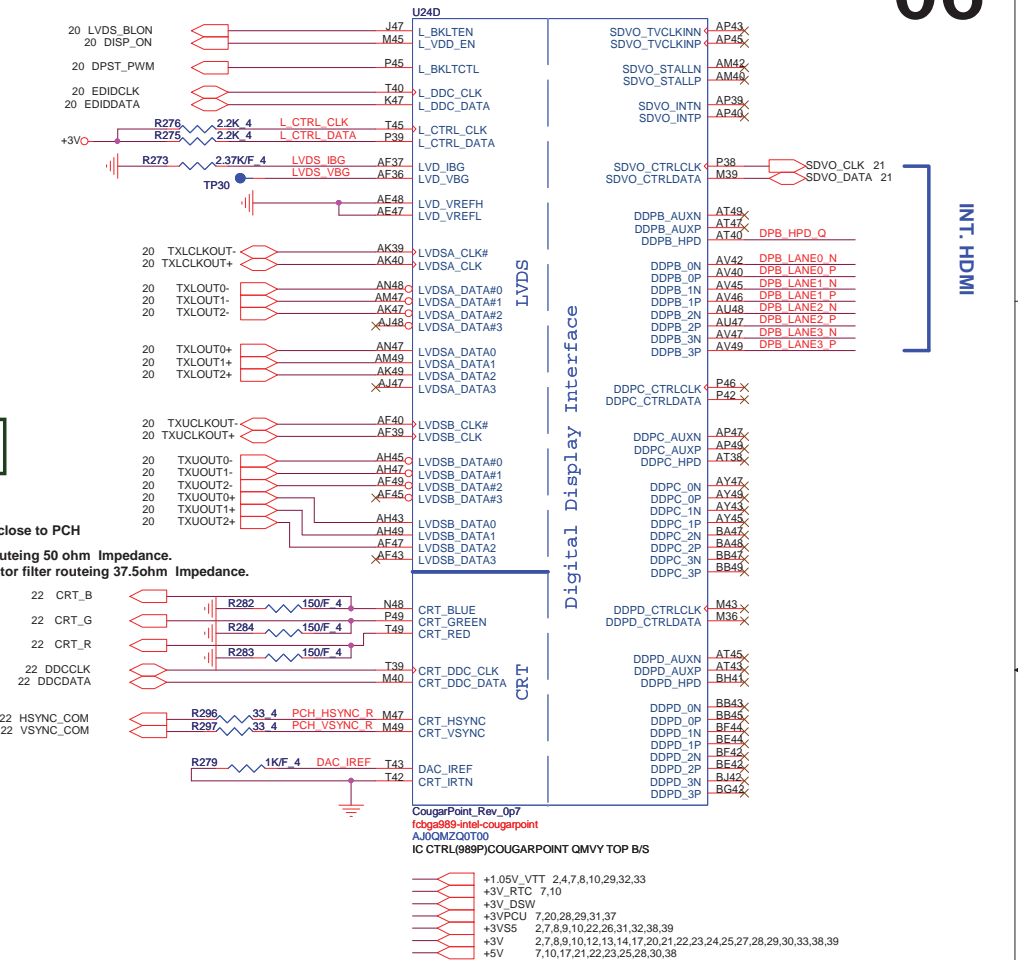 06
U24D
20 LVDS_BLON J47 L_BKLTEN
20 DISP_ON M45 L_VDD_EN
20 DPST_PWM P45 L_BKLTCTL
20 EDIDCLK T40 L_DDC_CLK
20 EDIDDATA K47 L_DDC_DATA
R276 2.2K_4 L_CTRL_CLK T45 L_CTRL_CLK
+3V R275 2.2K_4 L_CTRL_DATA P39 L_CTRL_DATA
R273 2.37K/F_4 LVDS_IBG AF37 LVD_IBG
TP30 LVDS_VBG AF36 LVD_VBG
AE48 LVD_VREFH
AE47 LVD_VREFL
20 TXLCLKOUT- AK39 LVDSA_CLK#
20 TXLCLKOUT+ AK40 LVDSA_CLK
20 TXLOUT0- AN48 LVDSA_DATA#0
20 TXLOUT1- AM47 LVDSA_DATA#1
20 TXLOUT2- AK47 LVDSA_DATA#2
AJ48 LVDSA_DATA#3
20 TXLOUT0+ AN47 LVDSA_DATA0
20 TXLOUT1+ AM49 LVDSA_DATA1
20 TXLOUT2+ AK49 LVDSA_DATA2
AJ47 LVDSA_DATA3
20 TXUCLKOUT- AF40 LVDSB_CLK#
20 TXUCLKOUT+ AF39 LVDSB_CLK
20 TXUOUT0- AH45 LVDSB_DATA#0
20 TXUOUT1- AH47 LVDSB_DATA#1
20 TXUOUT2- AF49 LVDSB_DATA#2
20 TXUOUT0+ AF45 LVDSB_DATA#3
20 TXUOUT1+ AH43 LVDSB_DATA0
20 TXUOUT2+ AH49 LVDSB_DATA1
AF47 LVDSB_DATA2
AF43 LVDSB_DATA3
close to PCH
uteing 50 ohm Impedance.
tor filter routeing 37.5ohm Impedance.
22 CRT_B R282 150/F_4 N48 CRT_BLUE
22 CRT_G R284 150/F_4 P49 CRT_GREEN
22 CRT_R R283 150/F_4 T49 CRT_RED
22 DDCCLK T39 CRT_DDC_CLK
22 DDCDATA M40 CRT_DDC_DATA
22 HSYNC_COM R296 33_4 PCH_HSYNC_R M47 CRT_HSYNC
22 VSYNC_COM R297 33_4 PCH_VSYNC_R M49 CRT_VSYNC
R279 1K/F_4 DAC_IREF T43 DAC_IREF
T42 CRT_IRTN
LVDS
CRT
Digital Display Interface
SDVO_TVCLKINN AP43
SDVO_TVCLKINP AP45
SDVO_STALLN AM42
SDVO_STALLP AM40
SDVO_INTN AP39
SDVO_INTP AP40
SDVO_CTRLCLK P38 SDVO_CLK 21
SDVO_CTRLDATA M39 SDVO_DATA 21
DDPB_AUXN AT49
DDPB_AUXP AT47
DDPB_HPD AT40 DPB_HPD_Q
DDPB_0N AV42 DPB_LANE0_N
DDPB_0P AV40 DPB_LANE0_P
DDPB_1N AV45 DPB_LANE1_N
DDPB_1P AV46 DPB_LANE1_P
DDPB_2N AU48 DPB_LANE2_N
DDPB_2P AU47 DPB_LANE2_P
DDPB_3N AV47 DPB_LANE3_N
DDPB_3P AV49 DPB_LANE3_P
INT. HDMI
DDPC_CTRLCLK P46
DDPC_CTRLDATA P42
DDPC_AUXN AP47
DDPC_AUXP AP49
DDPC_HPD AT38
DDPC_0N AY47
DDPC_0P AY49
DDPC_1N AY43
DDPC_1P AY45
DDPC_2N BA47
DDPC_2P BA48
DDPC_3N BB47
DDPC_3P BB49
DDPD_CTRLCLK M43
DDPD_CTRLDATA M36
DDPD_AUXN AT45
DDPD_AUXP AT43
DDPD_HPD BH41
DDPD_0N BB43
DDPD_0P BB45
DDPD_1N BF44
DDPD_1P BE44
DDPD_2N BF42
DDPD_2P BE42
DDPD_3N BJ42
DDPD_3P BG42
CougarPoint_Rev_0p7
fcbga989-intel-cougarpoint
AJ0QMZQ0T00
IC CTRL(989P)COUGARPOINT QMVY TOP B/S
+1.05V_VTT 2,4,7,8,10,29,32,33
+3V_RTC 7,10
+3V_DSW
+3VPCU 7,20,28,29,31,37
+3VS5 2,7,8,9,10,22,26,31,32,38,39
+3V 2,7,8,9,10,12,13,14,17,20,21,22,23,24,25,27,28,29,30,33,38,39
+5V 7,10,17,21,22,23,25,28,30,38